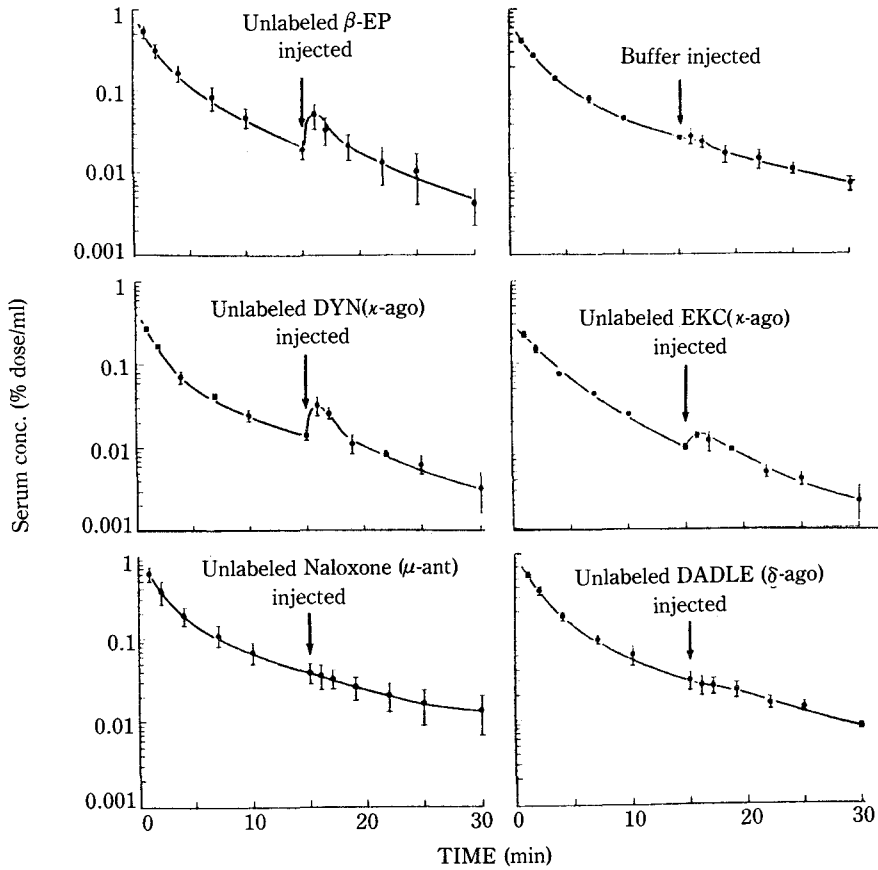 Unlabeled β-EP
injected
Buffer injected
1
0.1
0.01
0.001
Unlabeled DYN(κ-ago)
injected
Unlabeled EKC(κ-ago)
injected
1
0.1
0.01
0.001
Unlabeled Naloxone (μ-ant)
injected
Unlabeled DADLE (δ-ago)
injected
1
0.1
0.01
0.001
0 10 20 30
0 10 20 30
Serum conc. (% dose/ml)
TIME (min)